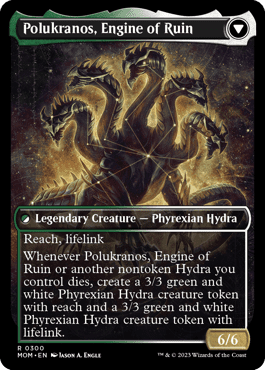 Polukranos, Engine of Ruin
Legendary Creature — Phyrexian Hydra
Reach, lifelink
Whenever Polukranos, Engine of
Ruin or another nontoken Hydra you
control dies, create a 3/3 green and
white Phyrexian Hydra creature token
with reach and a 3/3 green and white
Phyrexian Hydra creature token with
lifelink.
6/6
R 0300
MOM • EN JASON A. ENGLE
™ & © 2023 Wizards of the Coast